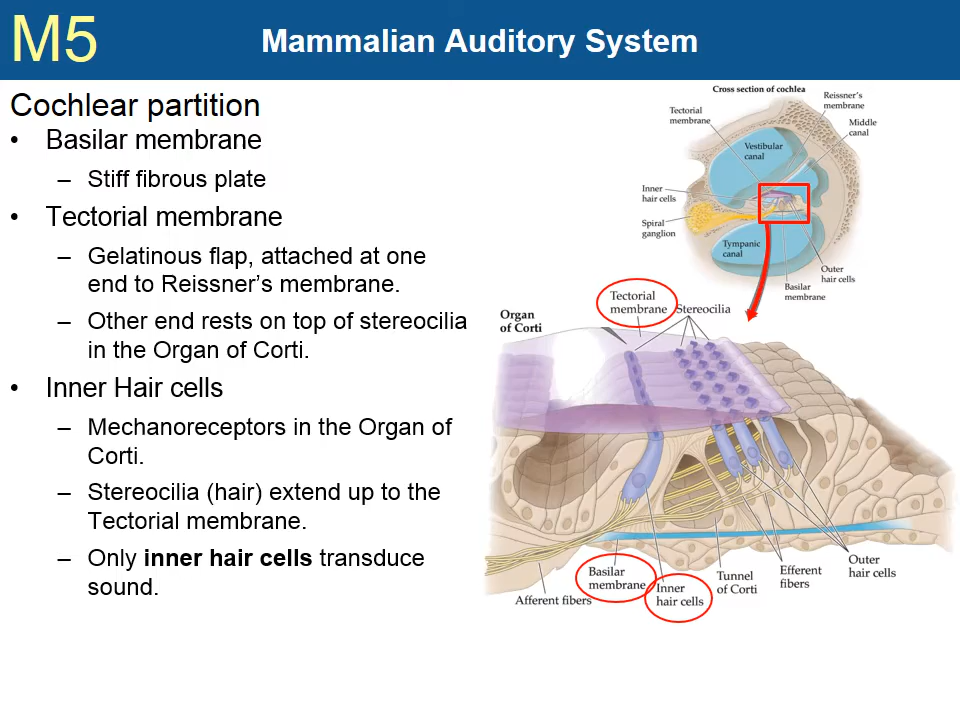 M5
Mammalian Auditory System
Cochlear partition
• Basilar membrane
– Stiff fibrous plate
• Tectorial membrane
– Gelatinous flap, attached at one
end to Reissner’s membrane.
– Other end rests on top of stereocilia
in the Organ of Corti.
• Inner Hair cells
– Mechanoreceptors in the Organ of
Corti.
– Stereocilia (hair) extend up to the
Tectorial membrane.
– Only inner hair cells transduce
sound.
Cross section of cochlea
Reissner’s
membrane
Tectorial
membrane
Middle
canal
Vestibular
canal
Inner
hair cells
Spiral
ganglion
Tympanic
canal
Outer
hair cells
Basilar
membrane
Organ
of Corti
Tectorial
membrane
Stereocilia
Basilar
membrane
Inner
hair cells
Tunnel
of Corti
Efferent
fibers
Outer
hair cells
Afferent fibers